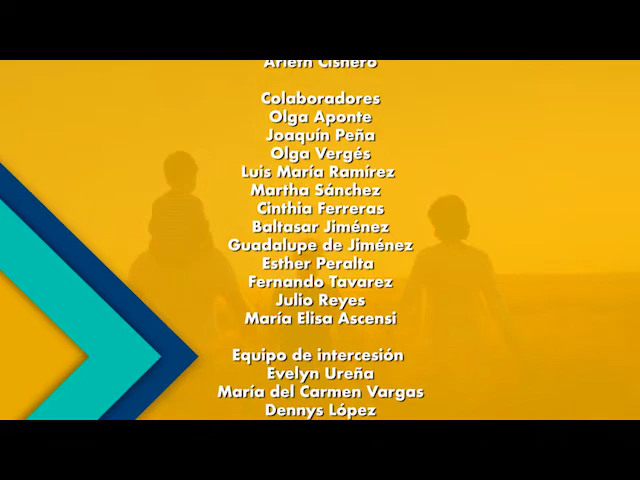 Arleth Cisnero
Colaboradores
Olga Aponte
Joaquín Peña
Olga Vergés
Luis María Ramírez
Martha Sánchez
Cinthia Ferreras
Baltasar Jiménez
Guadalupe de Jiménez
Esther Peralta
Fernando Tavarez
Julio Reyes
María Elisa Ascensi
Equipo de intercesión
Evelyn Ureña
María del Carmen Vargas
Dennys López